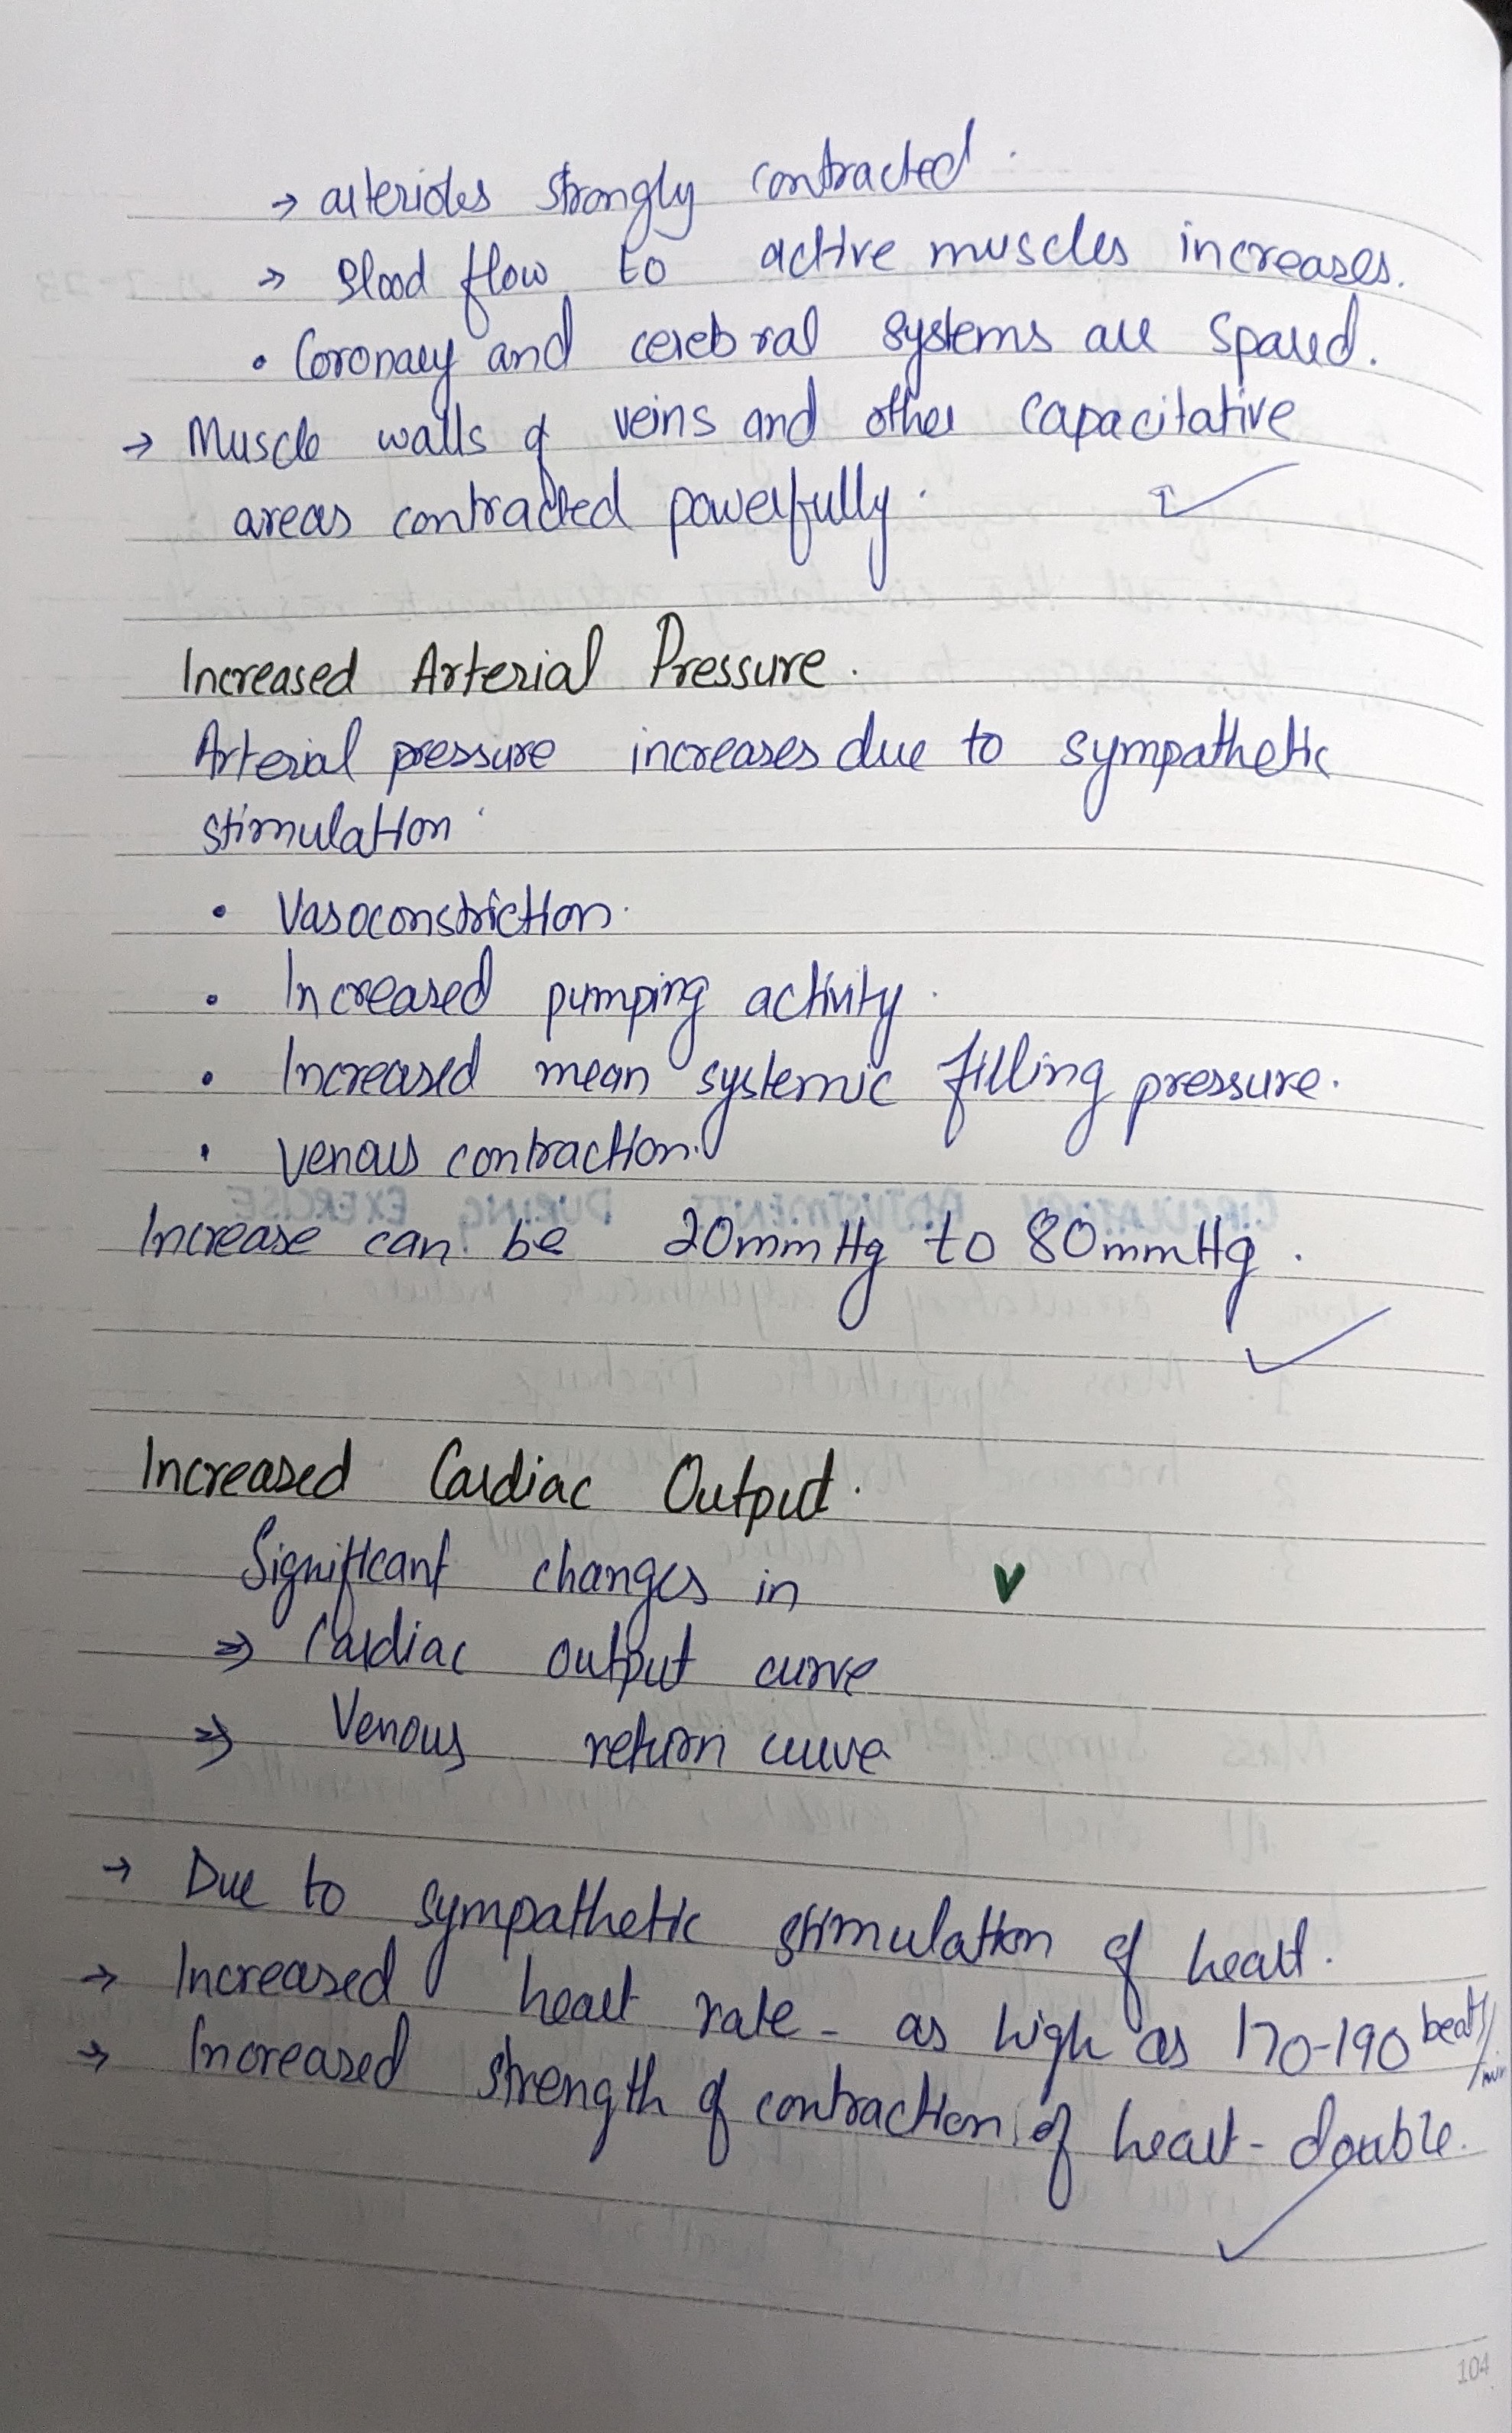 → arterioles strongly contracted.
→ Blood flow to active muscles increases.
• Coronary and cerebral systems are spared.
→ Muscle walls of veins and other capacitative
areas contracted powerfully.
Increased Arterial Pressure.
Arterial pressure increases due to sympathetic
stimulation.
• Vasoconstriction.
• Increased pumping activity.
• Increased mean systemic filling pressure.
• Venous contraction.
Increase can be 20mmHg to 80mmHg.
Increased Cardiac Output.
Significant changes in
⇒ Cardiac output curve
⇒ Venous return curve
→ Due to sympathetic stimulation of heart.
→ Increased heart rate - as high as 170-190 beats/min
→ Increased strength of contraction of heart - double.
104